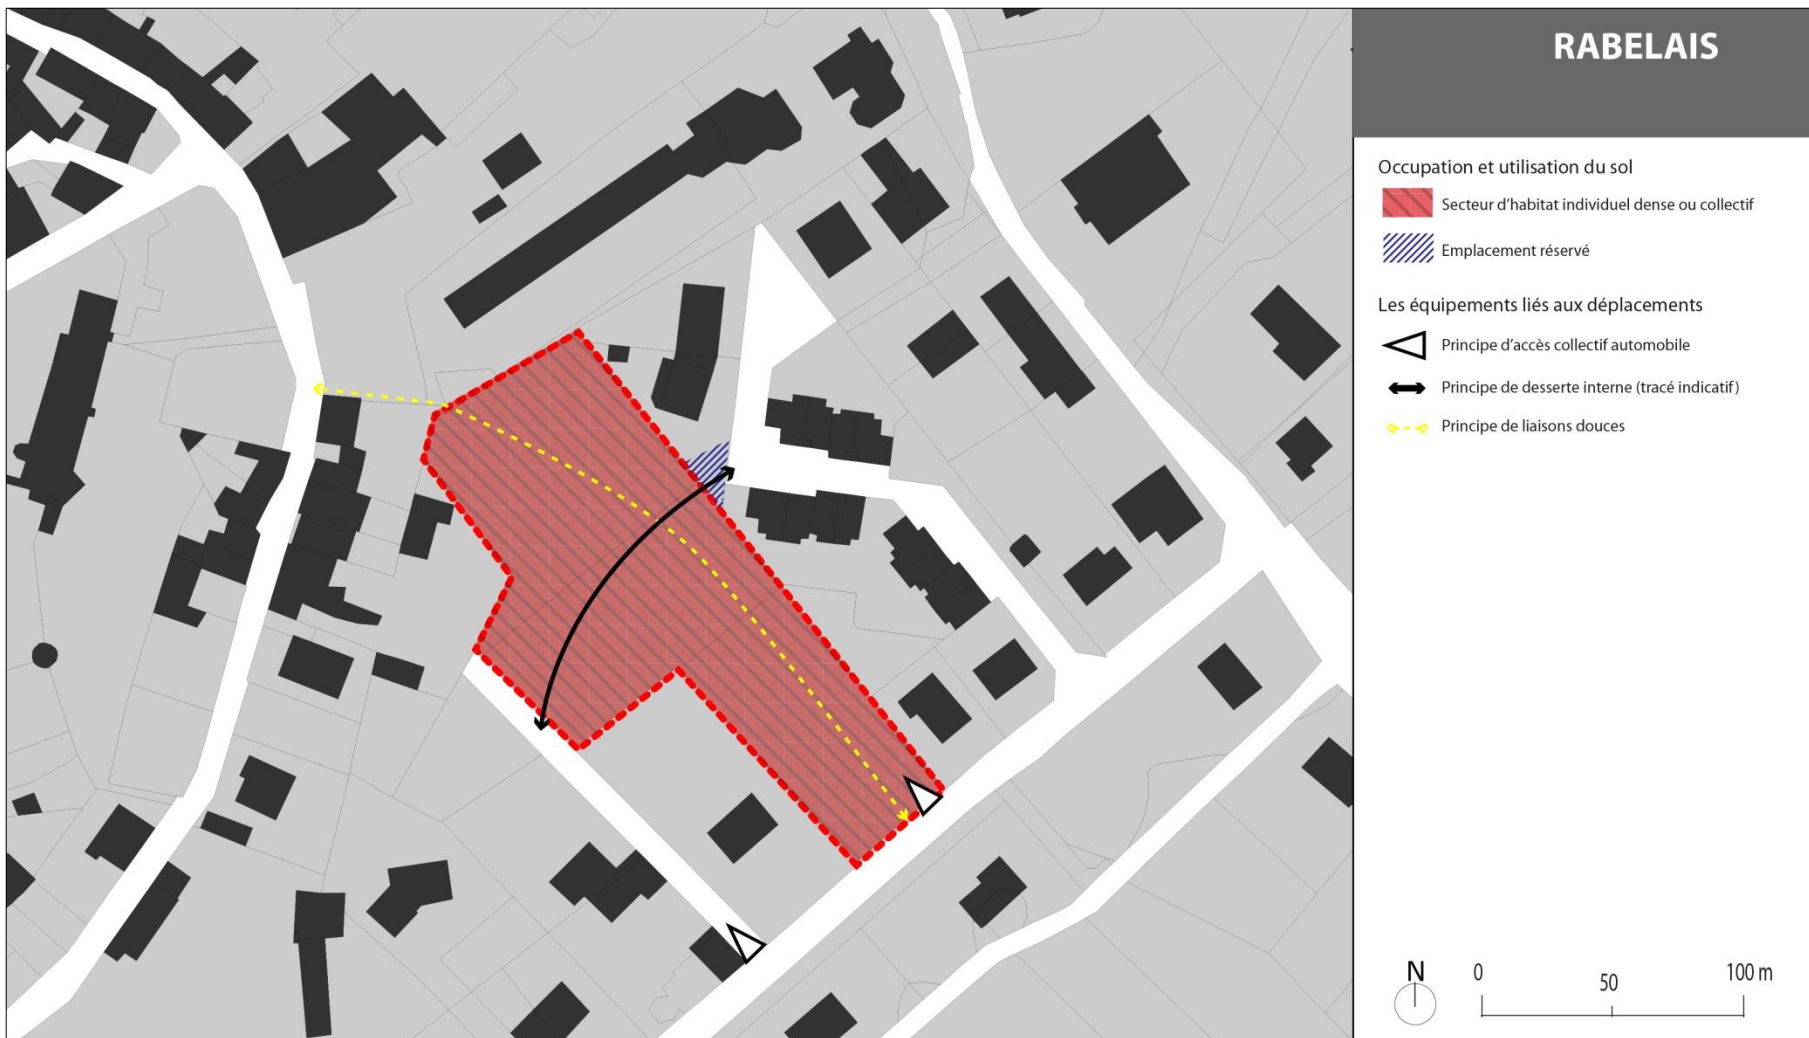 RABELAIS
Occupation et utilisation du sol
Secteur d'habitat individuel dense ou collectif
Emplacement réservé
Les équipements liés aux déplacements
Principe d'accès collectif automobile
Principe de desserte interne (tracé indicatif)
Principe de liaisons douces
N
0
50
100 m